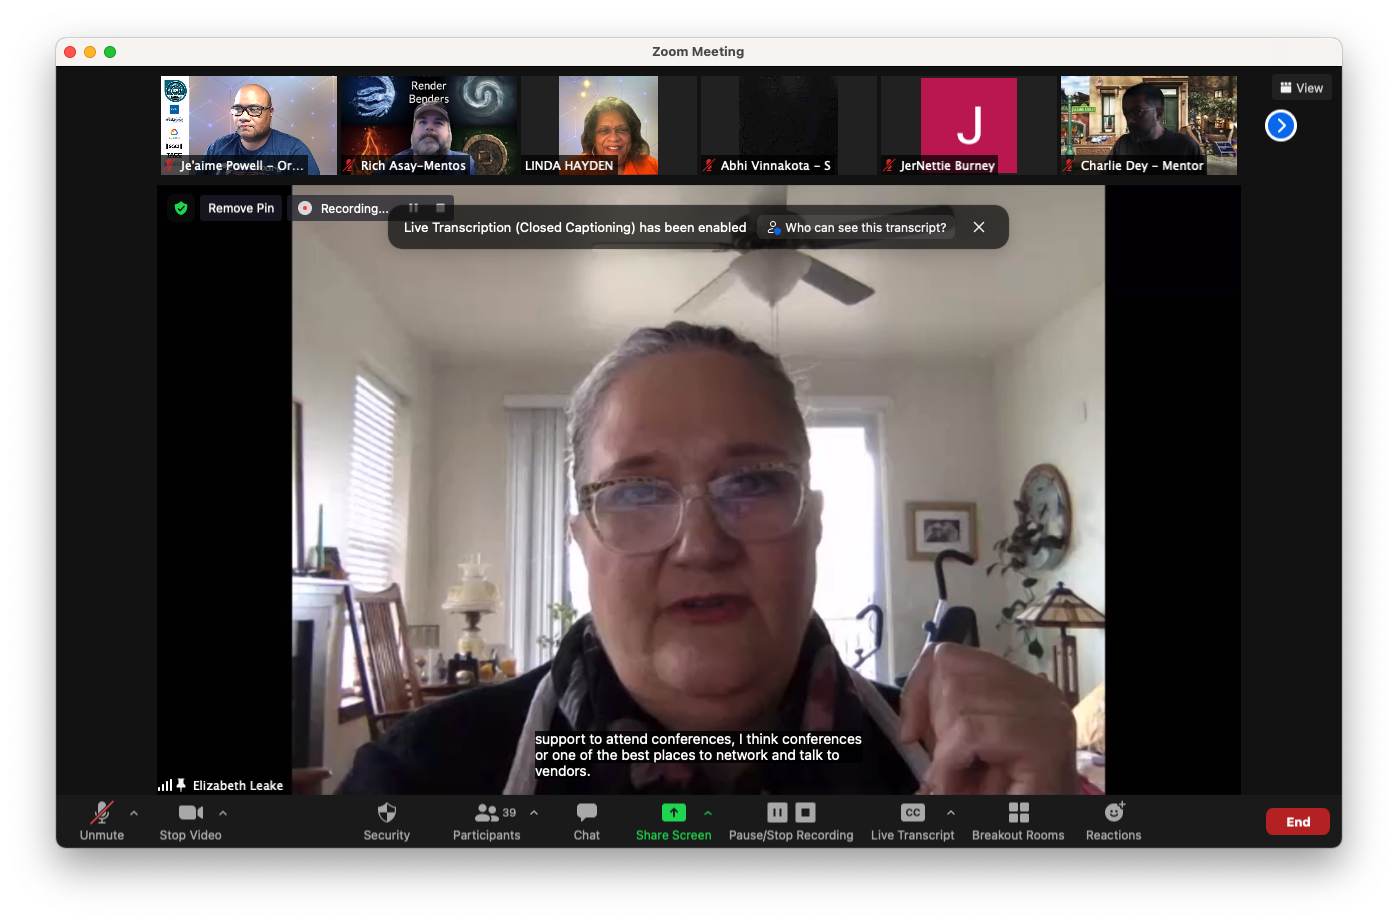 Zoom Meeting
Render
Benders
J
View
Je'aime Powell – Or...
Rich Asay–Mentos
LINDA HAYDEN
Abhi Vinnakota – S
JerNettie Burney
Charlie Dey – Mentor
Remove Pin
Recording...
Live Transcription (Closed Captioning) has been enabled
Who can see this transcript?
support to attend conferences, I think conferences
or one of the best places to network and talk to
vendors.
Elizabeth Leake
39
CC
Unmute
Stop Video
Security
Participants
Chat
Share Screen
Pause/Stop Recording
Live Transcript
Breakout Rooms
Reactions
End